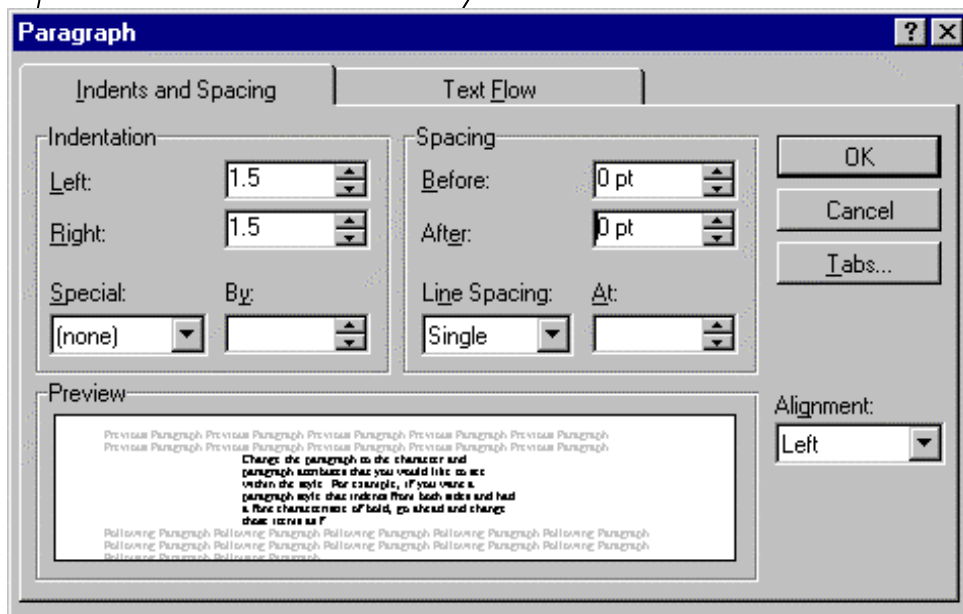 Paragraph
Indents and Spacing
Text Flow
Indentation
Left: 1.5
Right: 1.5
Special: By:
(none)
Spacing
Before: 0 pt
After: 0 pt
Line Spacing: At:
Single
OK
Cancel
Tabs...
Alignment:
Left
Preview
Previous Paragraph Previous Paragraph Previous Paragraph Previous Paragraph Previous Paragraph
Previous Paragraph Previous Paragraph Previous Paragraph Previous Paragraph Previous Paragraph
Change the paragraph to the character and
paragraph attributes that you would like to see
within the style. For example, if you want a
paragraph style that indents from both sides and had
a font characteristic of bold, go ahead and change
those items
Following Paragraph Following Paragraph Following Paragraph Following Paragraph Following Paragraph
Following Paragraph Following Paragraph Following Paragraph Following Paragraph Following Paragraph
Following Paragraph Following Paragraph